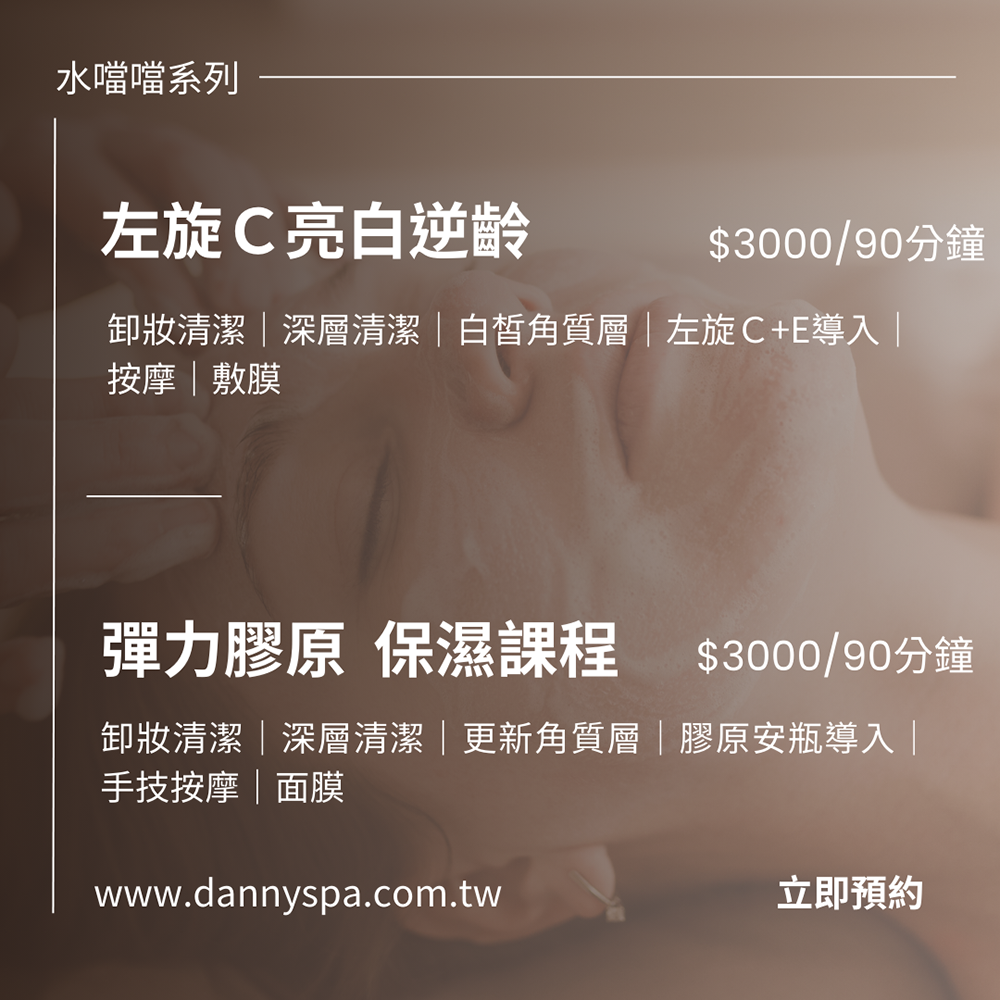 水噹噹系列
左旋C亮白逆齡
$3000/90分鐘
卸妝清潔｜深層清潔｜白皙角質層｜左旋C+E導入｜
按摩｜敷膜
彈力膠原 保濕課程
$3000/90分鐘
卸妝清潔｜深層清潔｜更新角質層｜膠原安瓶導入｜
手技按摩｜面膜
www.dannyspa.com.tw
立即預約